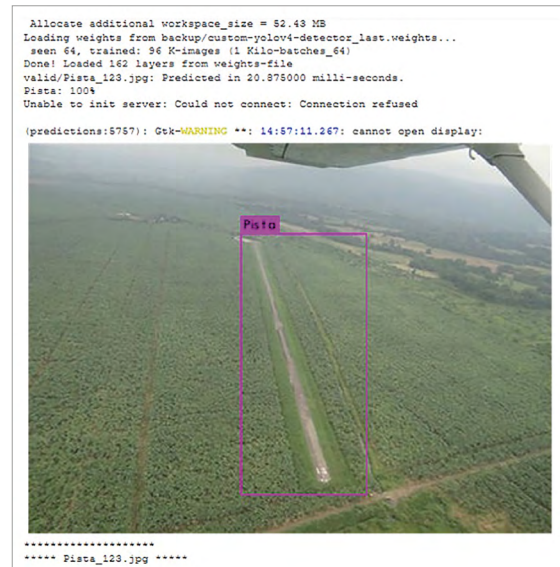 Allocate additional workspace_size = 52.43 MB
Loading weights from backup/custom-yolov4-detector_last.weights...
seen 64, trained: 96 K-images (1 Kilo-batches_64)
Done! Loaded 162 layers from weights-file
valid/Pista_123.jpg: Predicted in 20.875000 milli-seconds.
Pista: 100%
Unable to init server: Could not connect: Connection refused
(predictions:5757): Gtk-WARNING **: 14:57:11.267: cannot open display:
Pista
********************
***** Pista_123.jpg *****